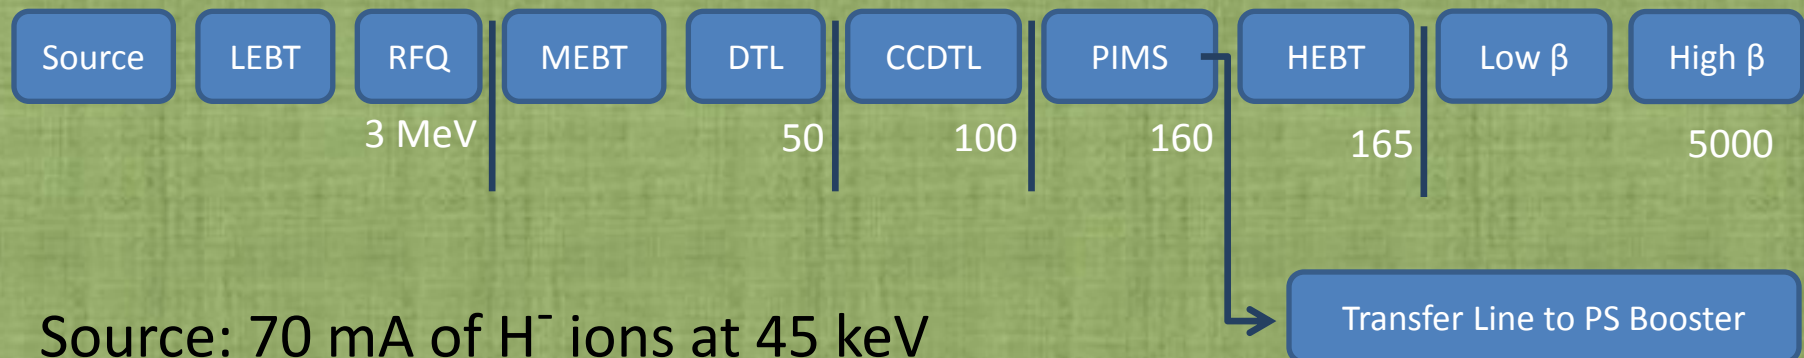 Source LEBT RFQ MEBT DTL CCDTL PIMS HEBT Low β High β
3 MeV 50 100 160 165 5000
Transfer Line to PS Booster
Source: 70 mA of H⁻ ions at 45 keV